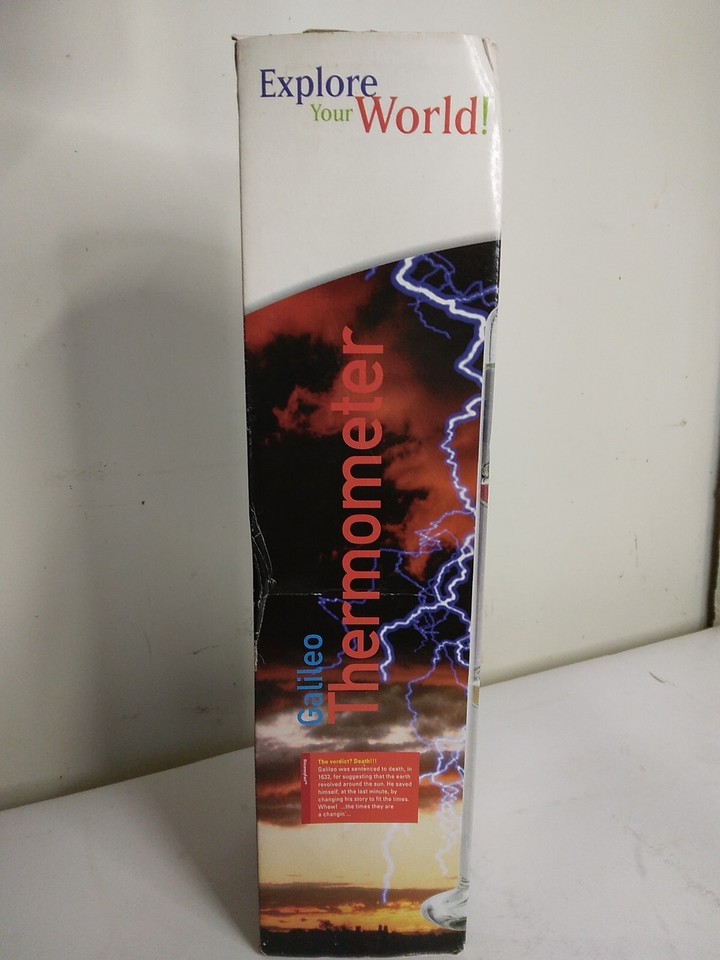 Explore
Your World!
Galileo
Thermometer
The verdict? Death!!!
Galileo was sentenced to death, in
1632, for suggesting that the earth
revolved around the sun. He saved
himself, at the last minute, by
changing his story to fit the times.
Whew! ...the times they are
a changin'...